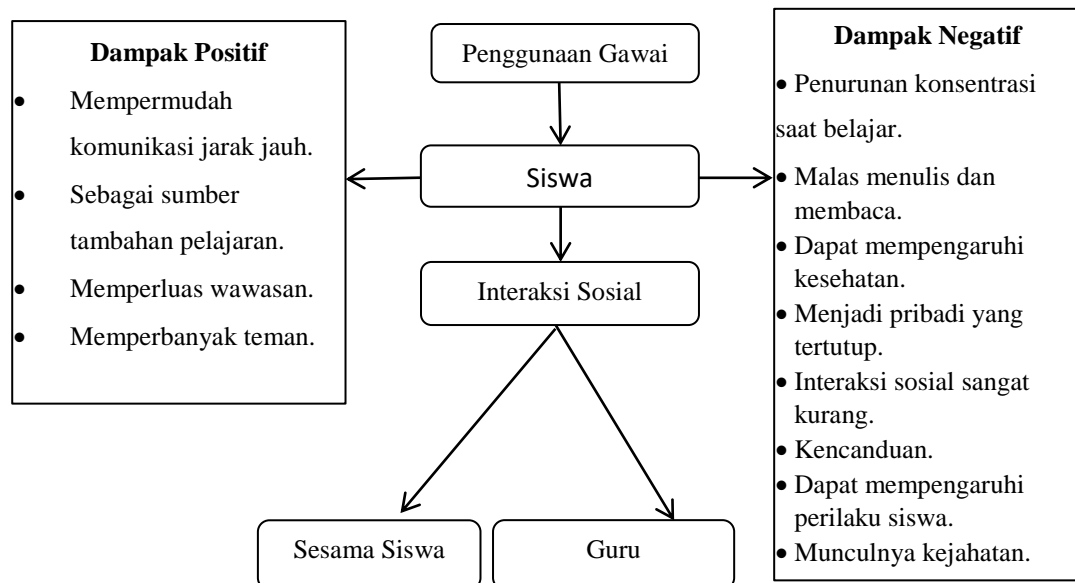 Dampak Positif
• Mempermudah
komunikasi jarak jauh.
• Sebagai sumber
tambahan pelajaran.
• Memperluas wawasan.
• Memperbanyak teman.
Penggunaan Gawai
Siswa
Interaksi Sosial
Sesama Siswa
Guru
Dampak Negatif
• Penurunan konsentrasi
saat belajar.
• Malas menulis dan
membaca.
• Dapat mempengaruhi
kesehatan.
• Menjadi pribadi yang
tertutup.
• Interaksi sosial sangat
kurang.
• Kencanduan.
• Dapat mempengaruhi
perilaku siswa.
• Munculnya kejahatan.